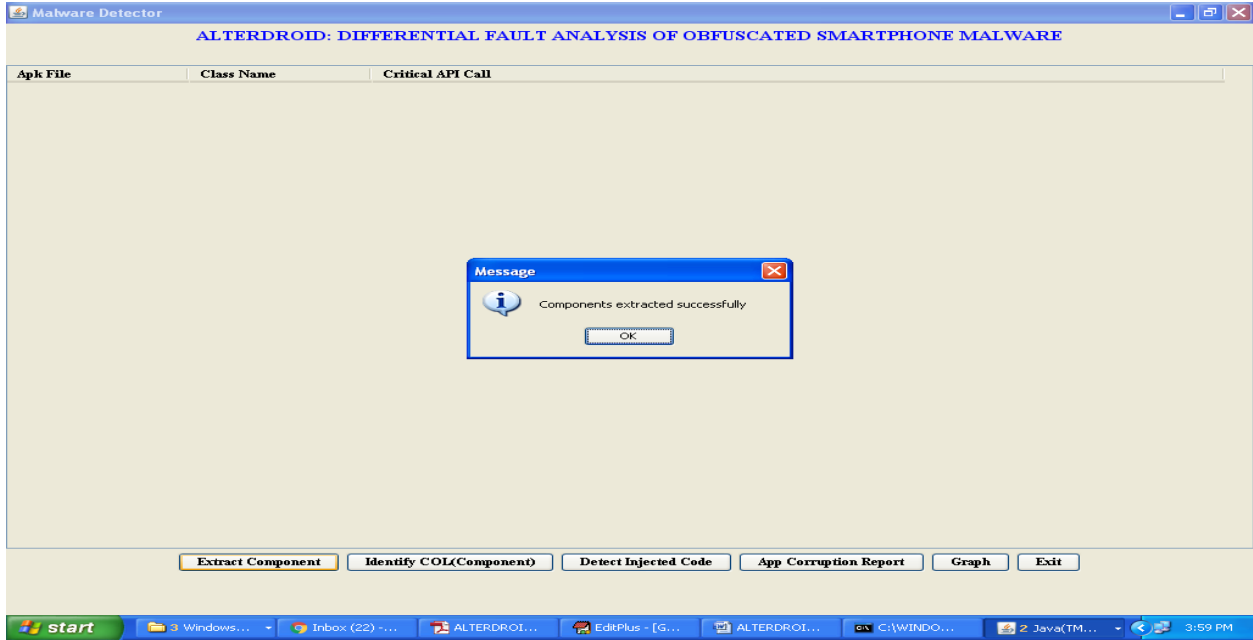 Malware Detector
ALTERDROID: DIFFERENTIAL FAULT ANALYSIS OF OBFUSCATED SMARTPHONE MALWARE
Apk File Class Name Critical API Call
Message
Components extracted successfully
OK
Extract Component Identify COI,(Component) Detect Injected Code App Corruption Report Graph Exit
start 3 Windows... Inbox (22) -... ALTERDROI... EditPlus - [G... ALTERDROI... C:\WINDO... 2 Java(TM... 3:59 PM